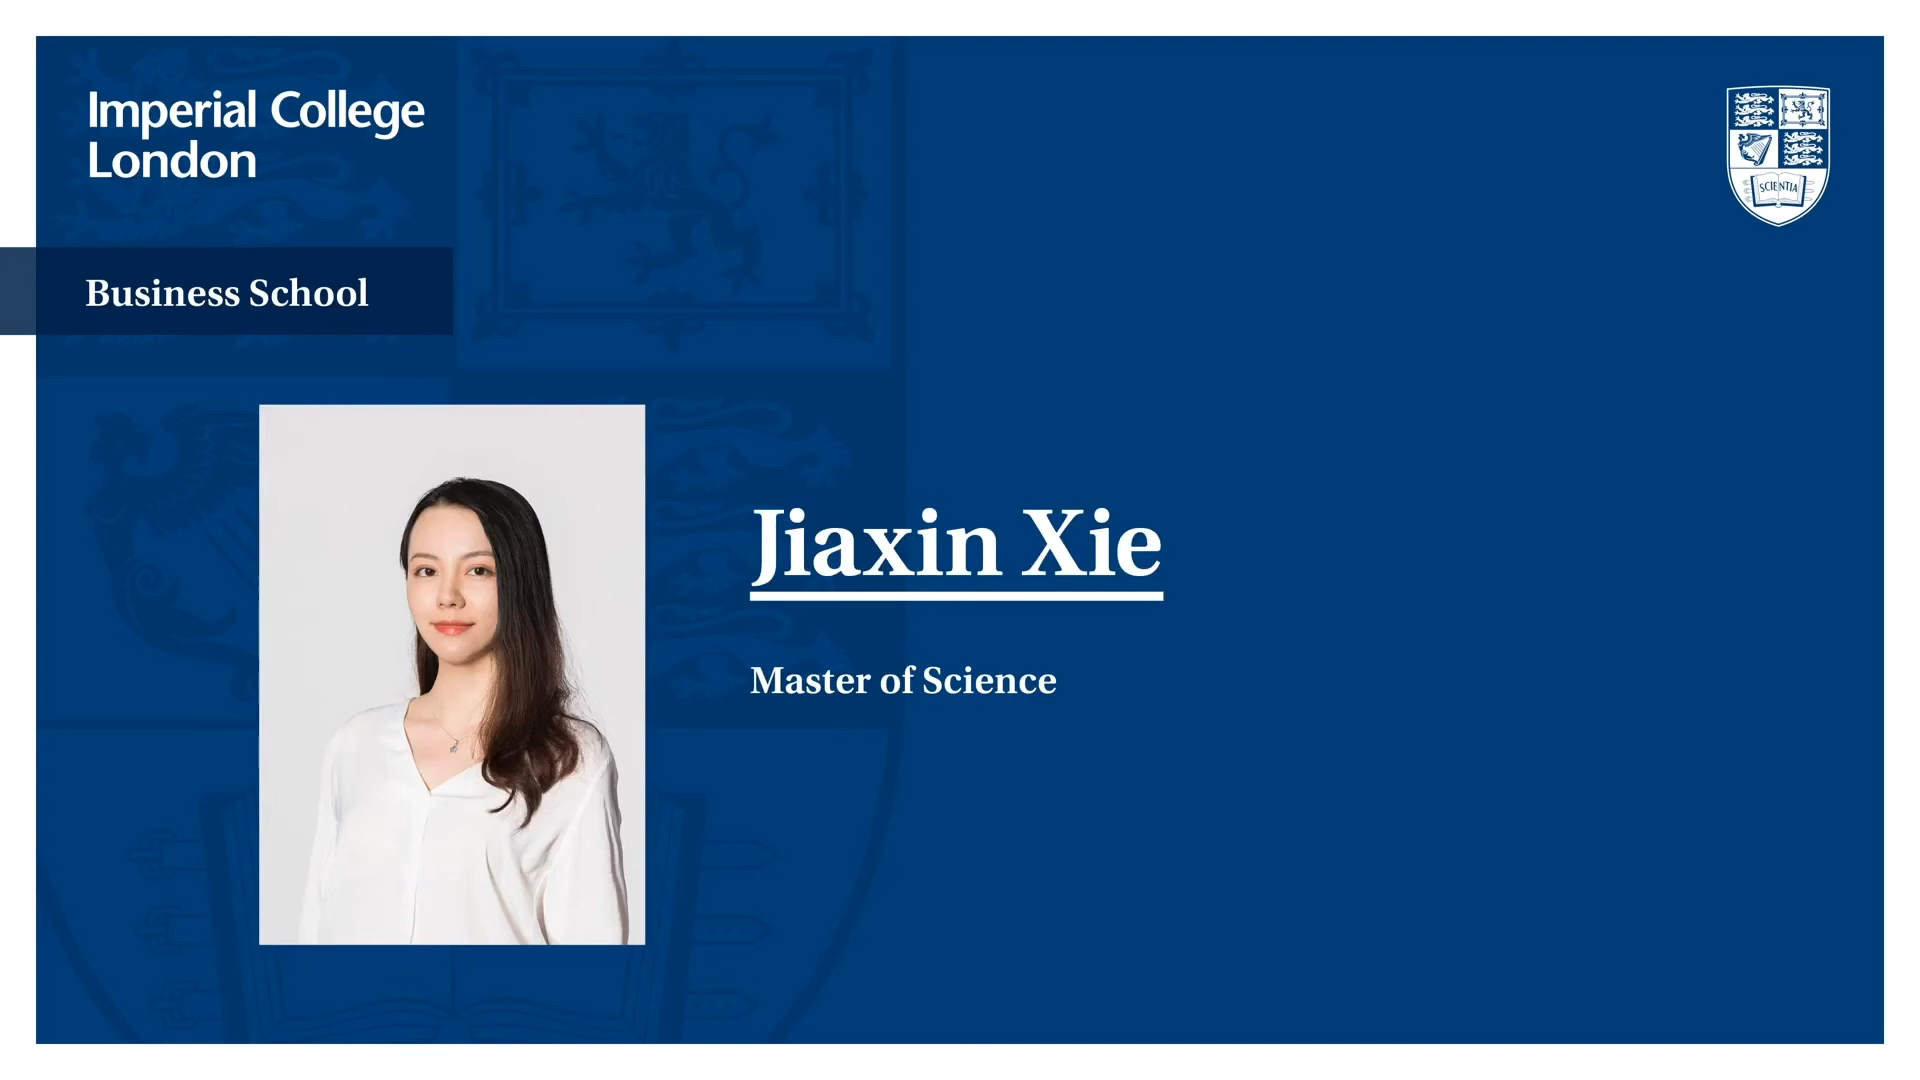 Imperial College
London
SCIENTIA
Business School
Jiaxin Xie
Master of Science